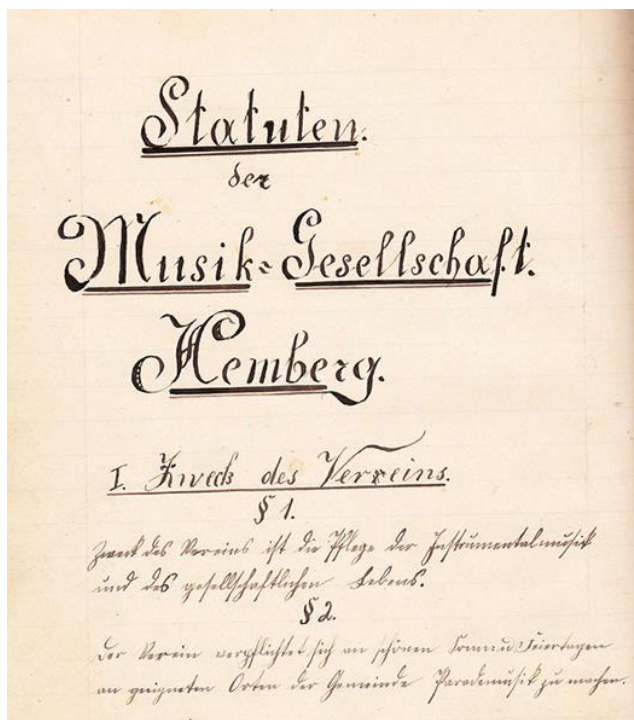 Statuten.
der
Musik-Gesellschaft.
Hemberg.
I. Zweck des Vereins.
§ 1.
Zweck des Vereins ist die Pflege der Instrumentalmusik
und des gesellschaftlichen Lebens.
§ 2.
Der Verein verpflichtet sich an schönen Sonn u Feiertagen
an geeigneten Orten der Gemeinde Parademusik zu machen.